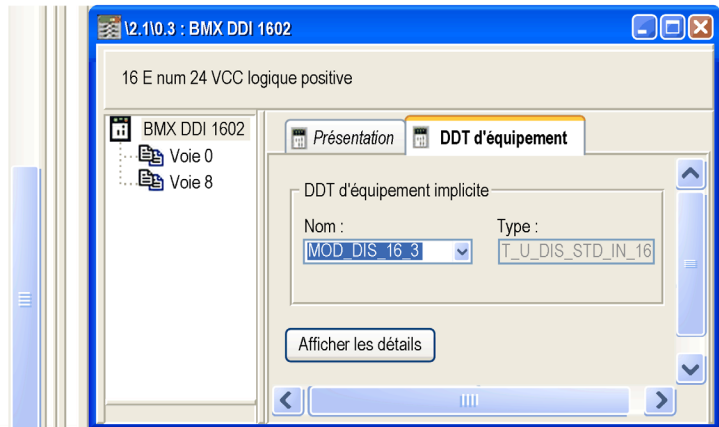 \2.1\0.3 : BMX DDI 1602
16 E num 24 VCC logique positive
BMX DDI 1602
Voie 0
Voie 8
Présentation
DDT d'équipement
DDT d'équipement implicite
Nom :
Type :
MOD_DIS_16_3
T_U_DIS_STD_IN_16
Afficher les détails